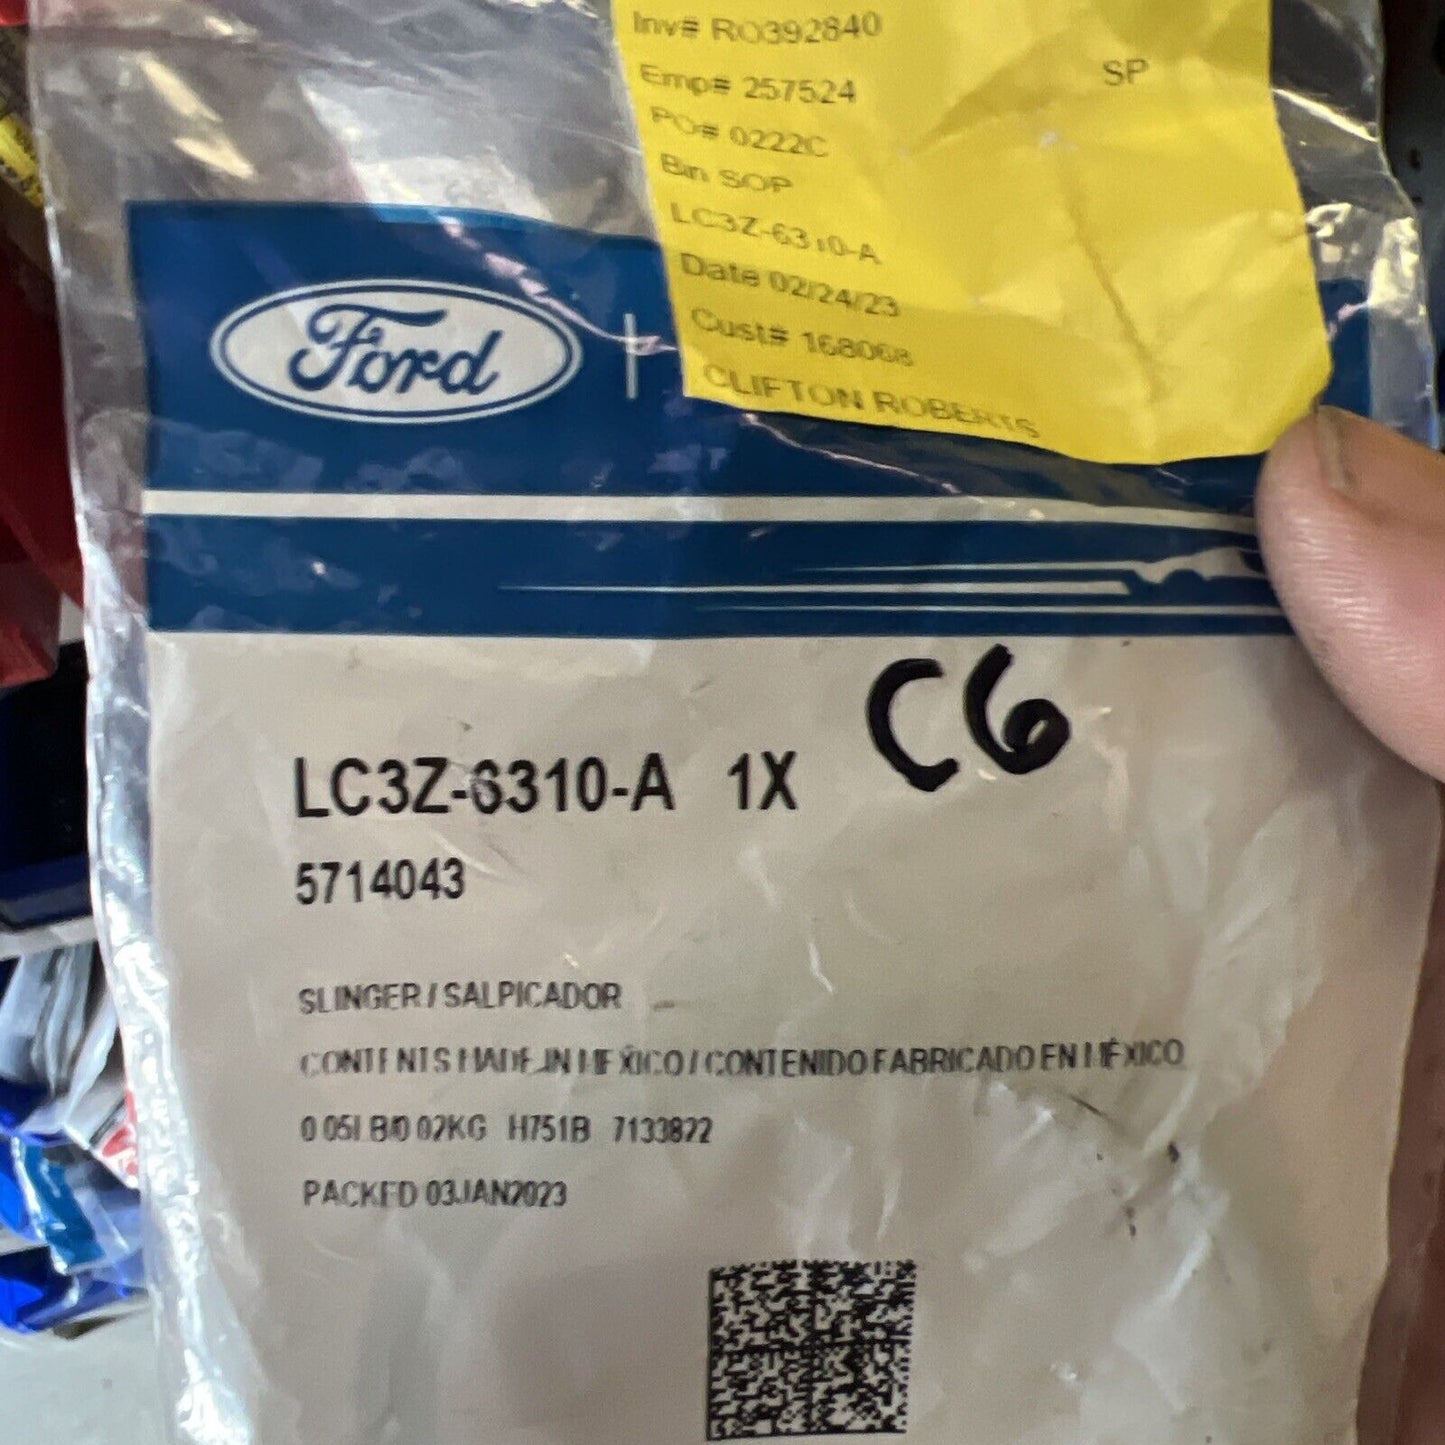 Inv# RO392840
SP
Emp# 257524
PO# 0222C
Bin SOP
LC3Z-6310-A
Date 02/24/23
Cust# 168068
CLIFTON ROBERTS
Ford
C6
LC3Z-6310-A 1X
5714043
SLINGER / SALPICADOR
CONTENTS MADE IN MEXICO / CONTENIDO FABRICADO EN MÉXICO
0.05LB/0.02KG H751B 7133822
PACKED 03JAN2023